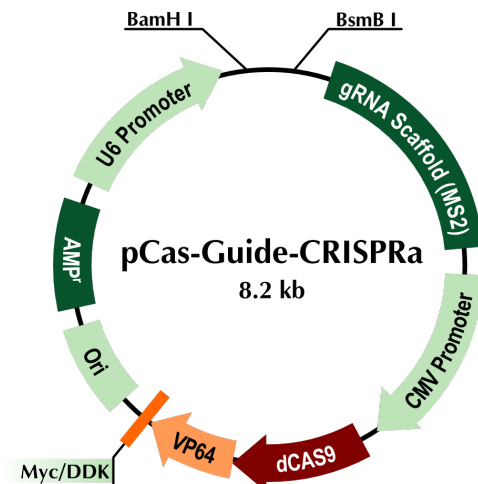 BamH I
BsmB I
U6 Promoter
gRNA Scaffold (MS2)
AMPr
pCas-Guide-CRISPRa
8.2 kb
Ori
CMV Promoter
VP64
dCAS9
Myc/DDK